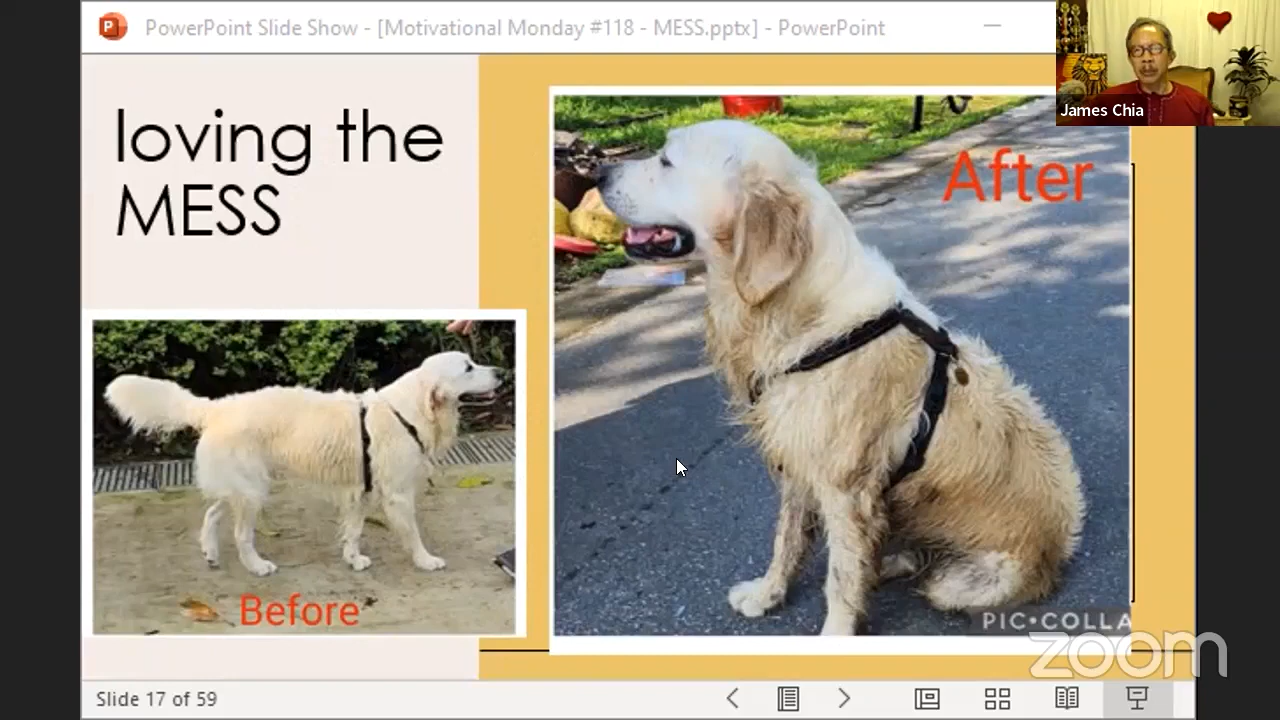 PowerPoint Slide Show - [Motivational Monday #118 - MESS.pptx] - PowerPoint
James Chia
loving the
MESS
After
Before
PIC•COLLA
zoom
Slide 17 of 59